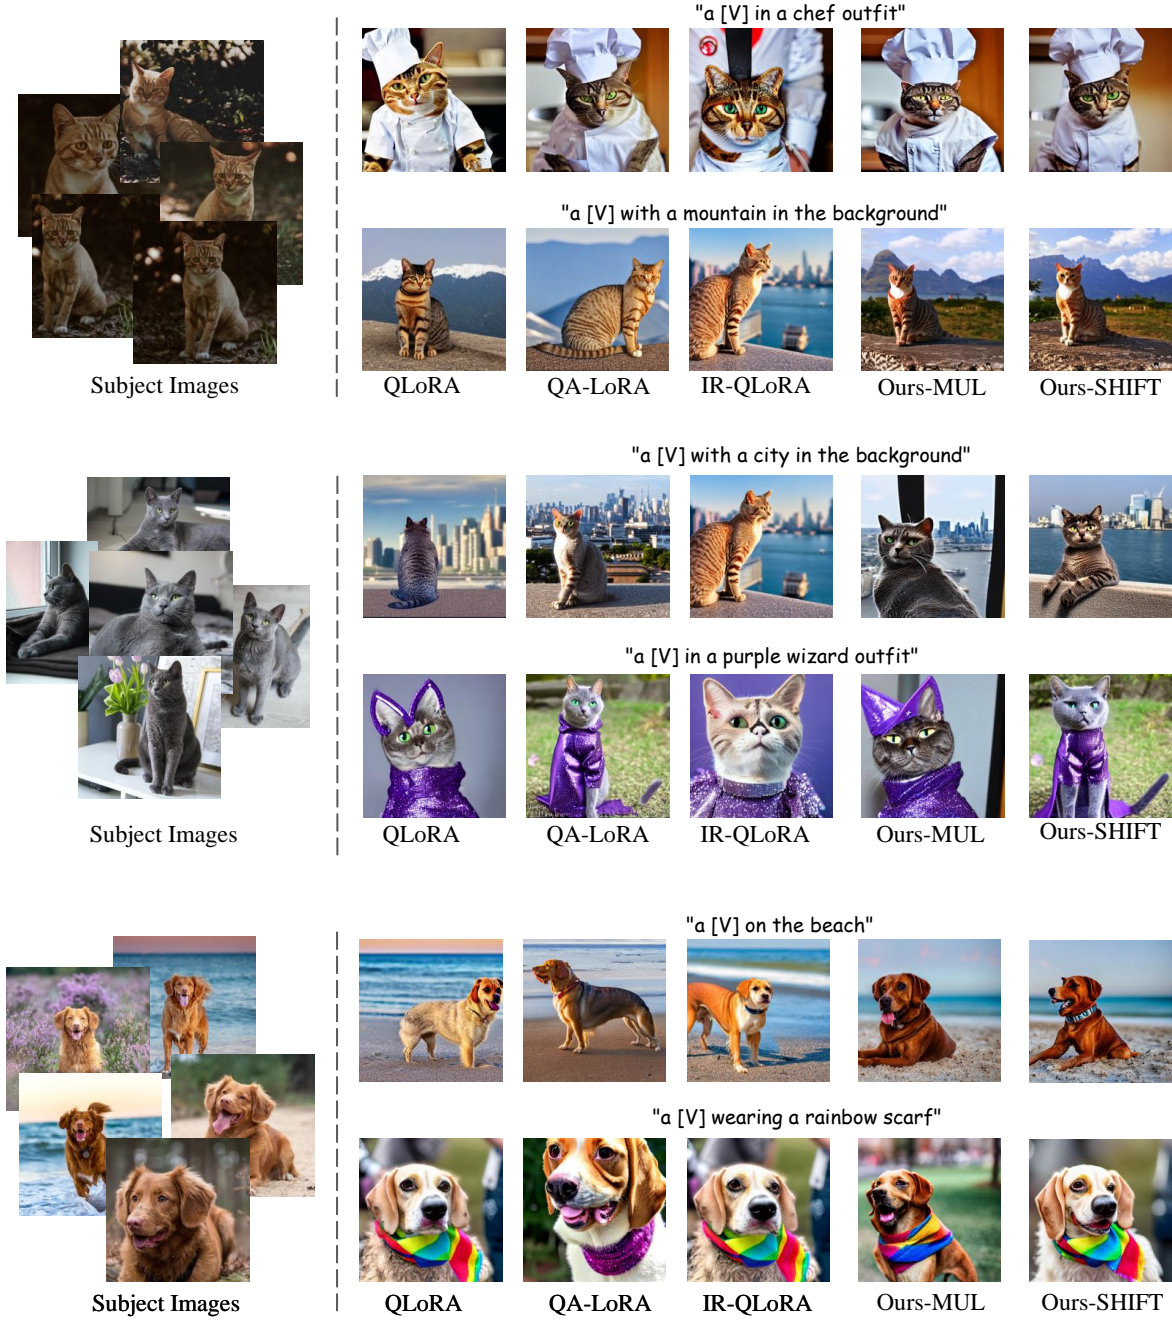 "a [V] in a chef outfit"
"a [V] with a mountain in the background"
Subject Images
QLoRA
QA-LoRA
IR-QLoRA
Ours-MUL
Ours-SHIFT
"a [V] with a city in the background"
"a [V] in a purple wizard outfit"
Subject Images
QLoRA
QA-LoRA
IR-QLoRA
Ours-MUL
Ours-SHIFT
"a [V] on the beach"
"a [V] wearing a rainbow scarf"
Subject Images
QLoRA
QA-LoRA
IR-QLoRA
Ours-MUL
Ours-SHIFT